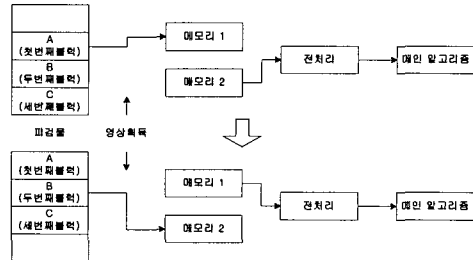 A
(첫번째블럭)
B
(두번째블럭)
C
(세번째블럭)
메모리 1
메모리 2
전처리
메인 알고리즘
피검물
영상획득
A
(첫번째블럭)
B
(두번째블럭)
C
(세번째블럭)
메모리 1
메모리 2
전처리
메인 알고리즘